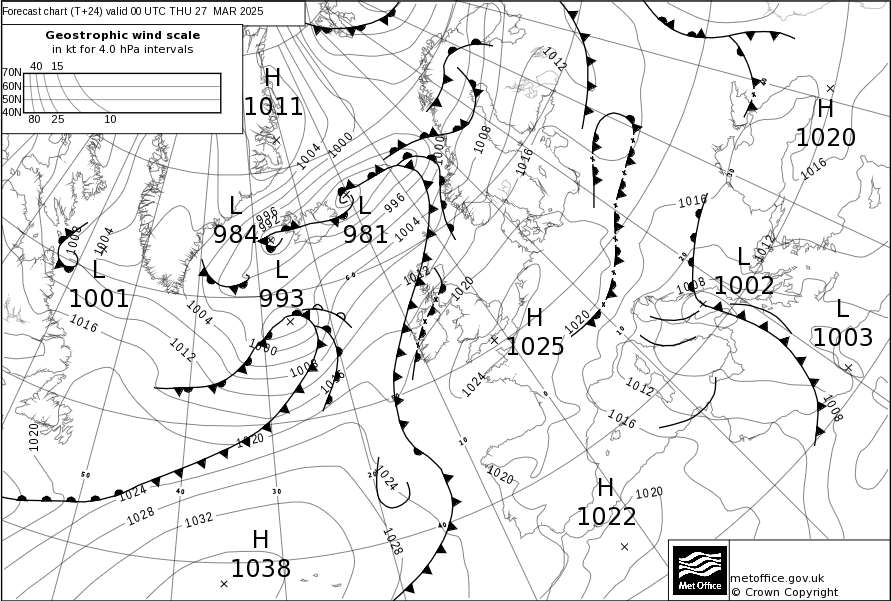 Forecast chart (T+24) valid 00 UTC THU 27 MAR 2025
Geostrophic wind scale
in kt for 4.0 hPa intervals
40 15
70N
60N
50N
40N
80 25 10
H
1011
H
1020
L
984
L
981
L
993
L
1001
L
1002
L
1003
H
1025
H
1022
H
1038
1012
1008
1016
1000
1004
1000
1016
996
992
996
1004
1016
1012
1008
1004
1012
1020
1008
1016
1004
1012
1000
1008
1016
1020
1024
1012
1016
1008
1020
1020
1024
1020
1020
1024
1028
1032
1028
60
50
40
30
20
10
0
10
20
30
40
40
50
Met Office
metoffice.gov.uk
© Crown Copyright